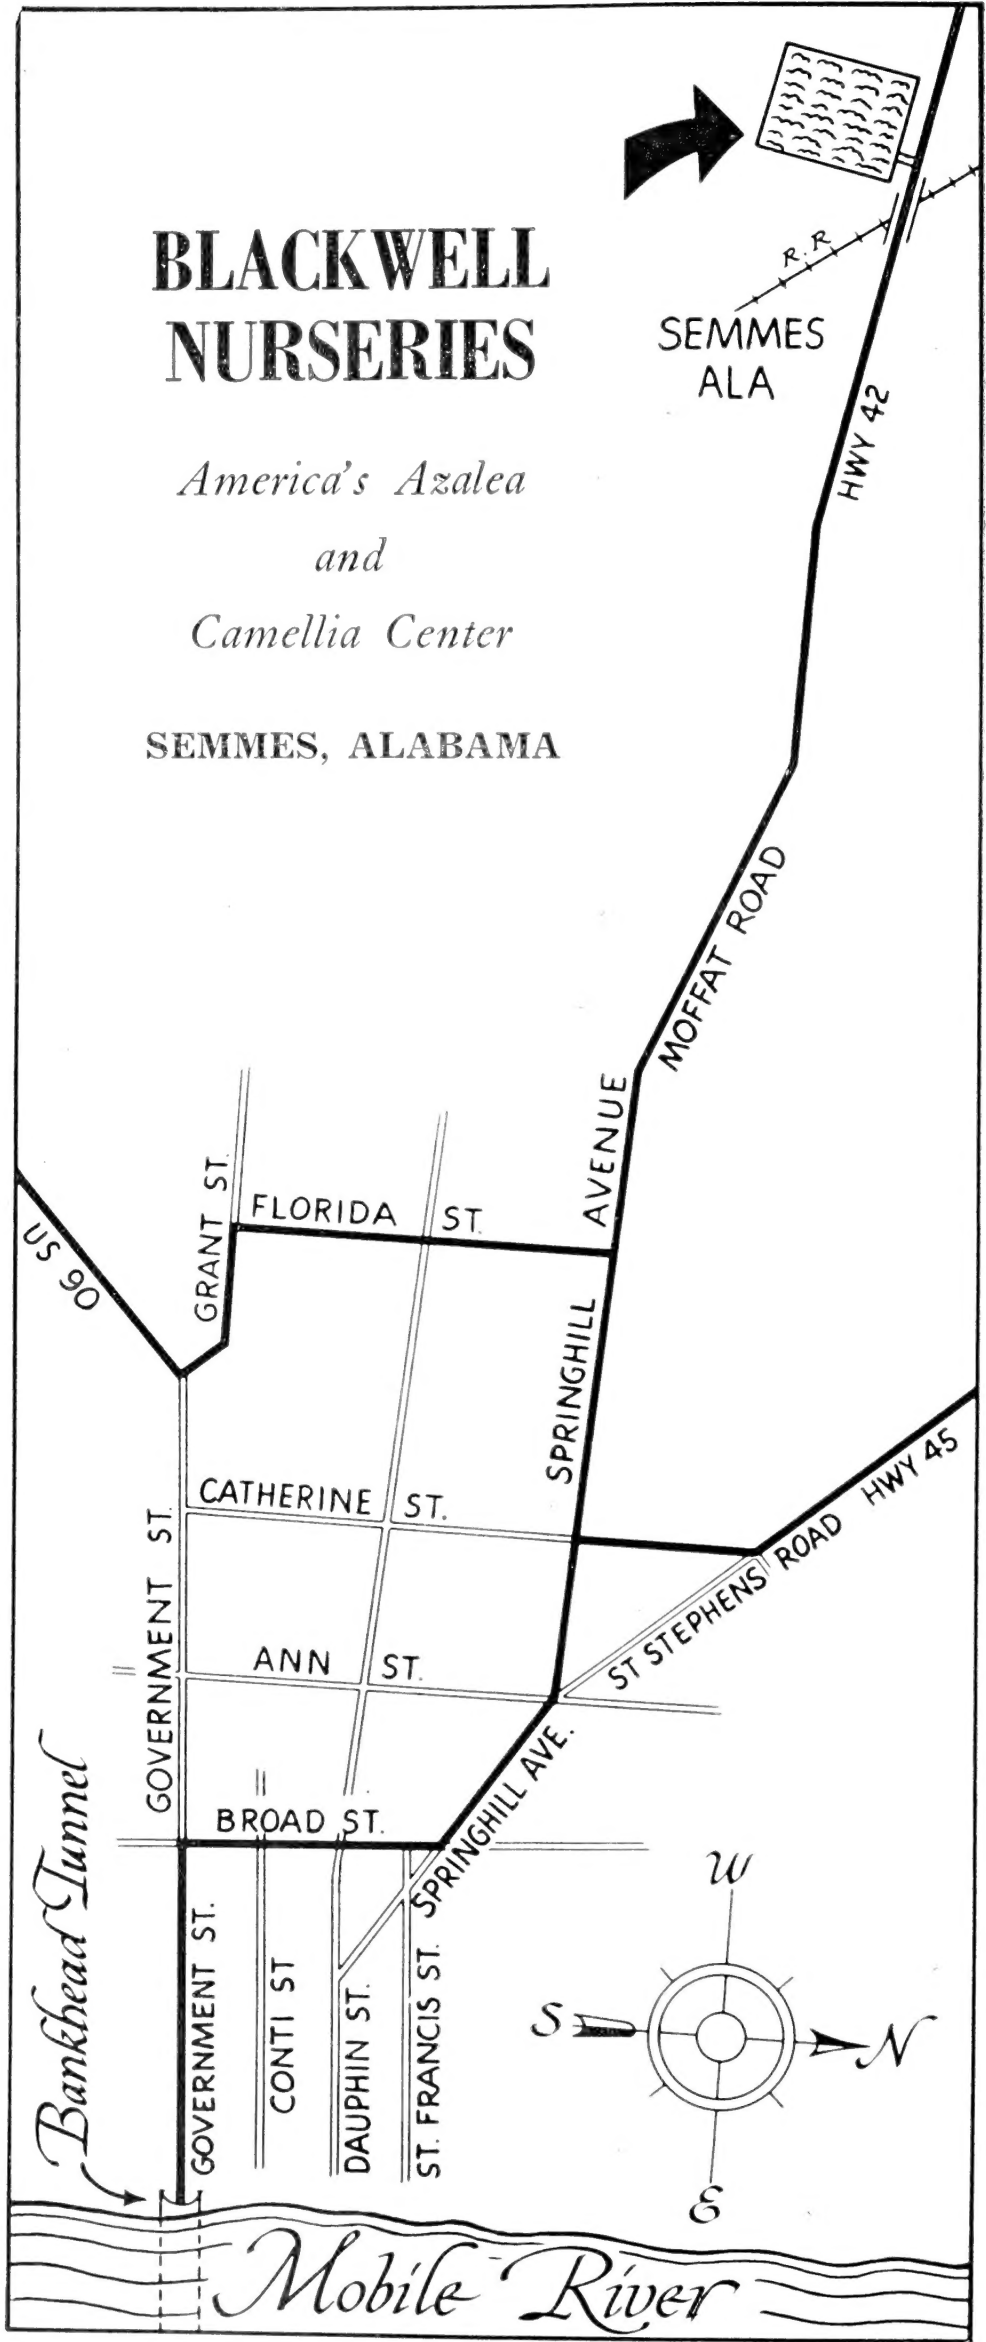 BLACKWELL
NURSERIES
America's Azalea
and
Camellia Center
SEMMES, ALABAMA
R. R
SEMMES
ALA
HWY 42
MOFFAT ROAD
SPRINGHILL AVENUE
FLORIDA ST.
GRANT ST.
US 90
CATHERINE ST.
HWY 45
ST STEPHENS ROAD
GOVERNMENT ST.
ANN ST.
SPRINGHILL AVE.
BROAD ST.
Bankhead Tunnel
GOVERNMENT ST.
CONTI ST
DAUPHIN ST.
ST. FRANCIS ST.
W
S
N
E
Mobile River